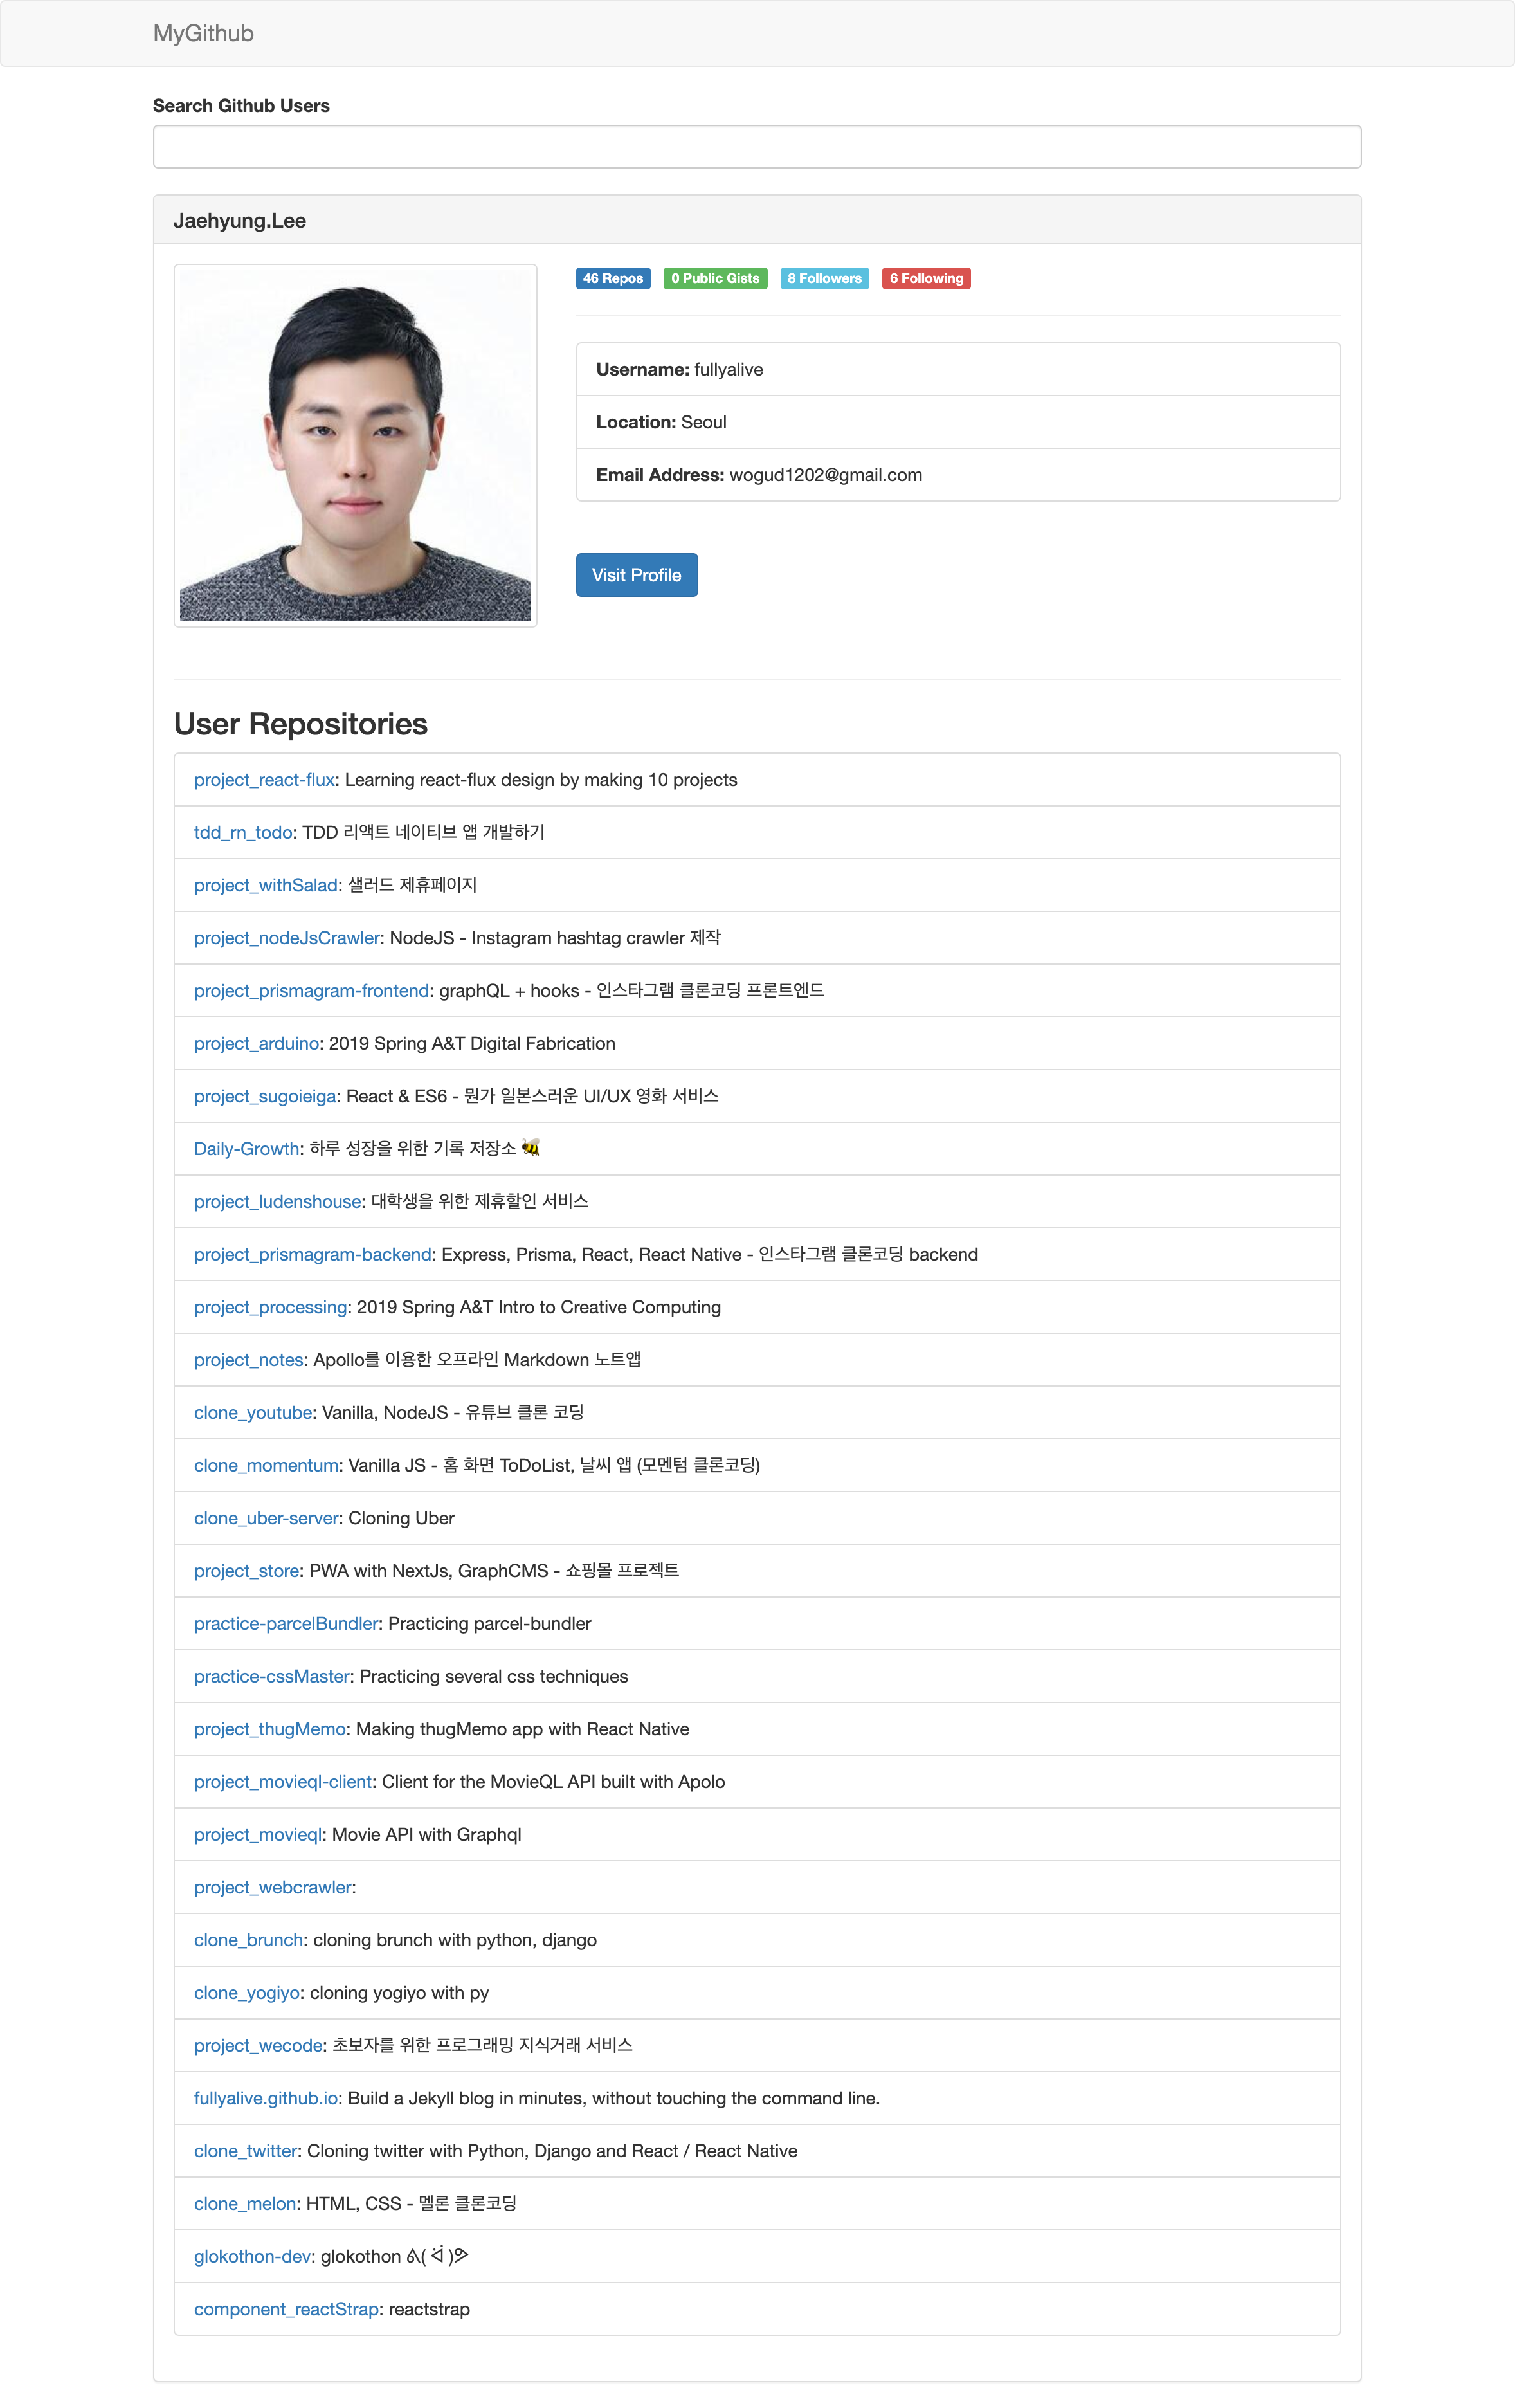 MyGithub
Search Github Users
Jaehyung.Lee
46 Repos 0 Public Gists 8 Followers 6 Following
Username: fullyalive
Location: Seoul
Email Address: wogud1202@gmail.com
Visit Profile
User Repositories
project_react-flux: Learning react-flux design by making 10 projects
tdd_rn_todo: TDD 리액트 네이티브 앱 개발하기
project_withSalad: 샐러드 제휴페이지
project_nodeJsCrawler: NodeJS - Instagram hashtag crawler 제작
project_prismagram-frontend: graphQL + hooks - 인스타그램 클론코딩 프론트엔드
project_arduino: 2019 Spring A&T Digital Fabrication
project_sugoieiga: React & ES6 - 뭔가 일본스러운 UI/UX 영화 서비스
Daily-Growth: 하루 성장을 위한 기록 저장소 🐝
project_ludenshouse: 대학생을 위한 제휴할인 서비스
project_prismagram-backend: Express, Prisma, React, React Native - 인스타그램 클론코딩 backend
project_processing: 2019 Spring A&T Intro to Creative Computing
project_notes: Apollo를 이용한 오프라인 Markdown 노트앱
clone_youtube: Vanilla, NodeJS - 유튜브 클론 코딩
clone_momentum: Vanilla JS - 홈 화면 ToDoList, 날씨 앱 (모멘텀 클론코딩)
clone_uber-server: Cloning Uber
project_store: PWA with NextJs, GraphCMS - 쇼핑몰 프로젝트
practice-parcelBundler: Practicing parcel-bundler
practice-cssMaster: Practicing several css techniques
project_thugMemo: Making thugMemo app with React Native
project_movieql-client: Client for the MovieQL API built with Apolo
project_movieql: Movie API with Graphql
project_webcrawler:
clone_brunch: cloning brunch with python, django
clone_yogiyo: cloning yogiyo with py
project_wecode: 초보자를 위한 프로그래밍 지식거래 서비스
fullyalive.github.io: Build a Jekyll blog in minutes, without touching the command line.
clone_twitter: Cloning twitter with Python, Django and React / React Native
clone_melon: HTML, CSS - 멜론 클론코딩
glokothon-dev: glokothon ᕕ( ᐛ )ᕗ
component_reactStrap: reactstrap